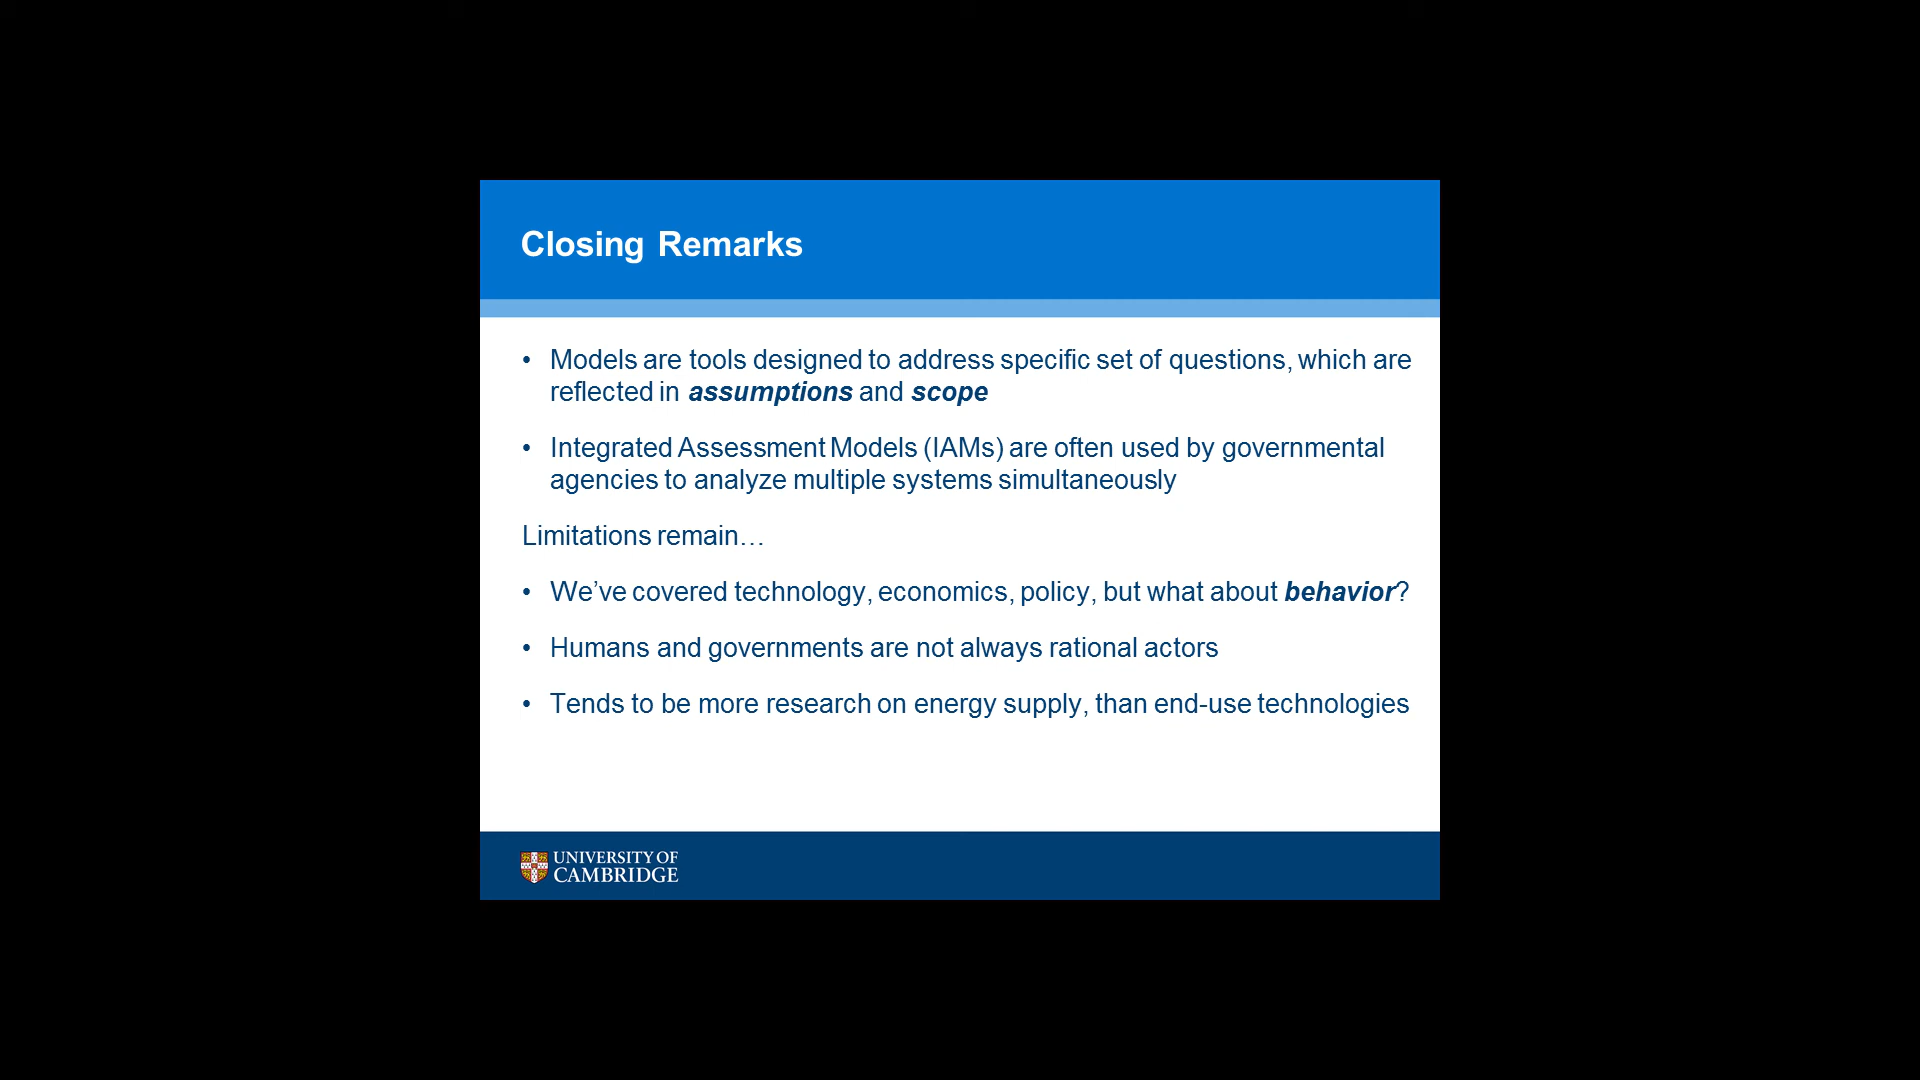 Closing Remarks
• Models are tools designed to address specific set of questions, which are
reflected in assumptions and scope
• Integrated Assessment Models (IAMs) are often used by governmental
agencies to analyze multiple systems simultaneously
Limitations remain…
• We’ve covered technology, economics, policy, but what about behavior?
• Humans and governments are not always rational actors
• Tends to be more research on energy supply, than end-use technologies
UNIVERSITY OF
CAMBRIDGE